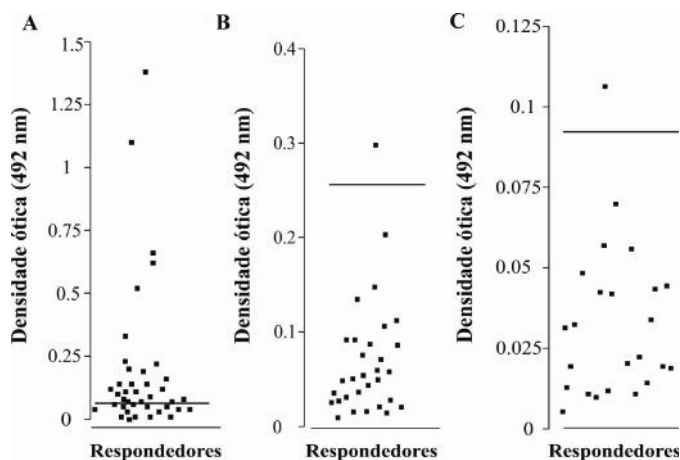 A
Densidade ótica (492 nm)
1.5
1.25
1
0.75
0.5
0.25
0
Respondedores
B
Densidade ótica (492 nm)
0.4
0.3
0.2
0.1
0
Respondedores
C
Densidade ótica (492 nm)
0.125
0.1
0.075
0.05
0.025
0
Respondedores